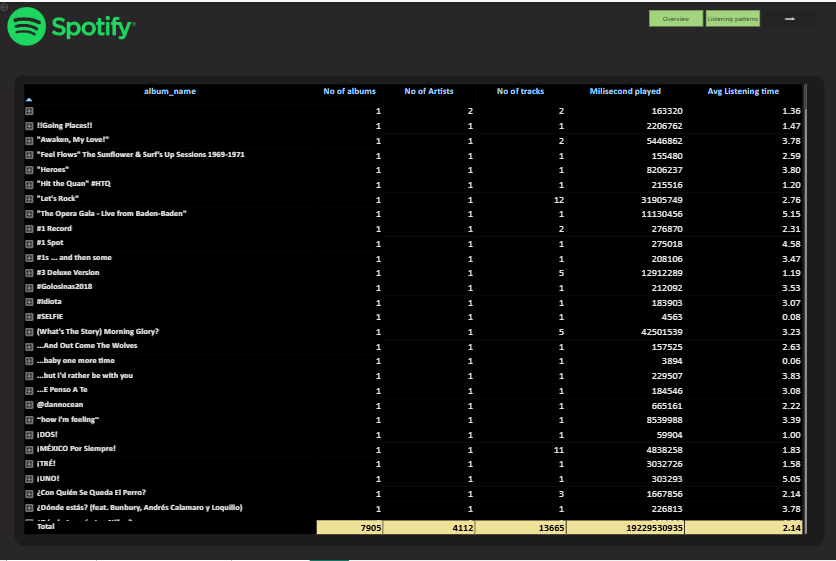 Spotify
Overview Listening patterns
album_name No of albums No of Artists No of tracks Milisecond played Avg Listening time
1 2 2 163320 1.36
!!Going Places!! 1 1 1 2206762 1.47
"Awaken, My Love!" 1 1 2 5446862 3.78
"Feel Flows" The Sunflower & Surf's Up Sessions 1969-1971 1 1 1 155480 2.59
"Heroes" 1 1 1 8206237 3.80
"Hit the Quan" #HTQ 1 1 1 215516 1.20
"Let's Rock" 1 1 12 31905749 2.76
"The Opera Gala - Live from Baden-Baden" 1 1 1 11130456 5.15
#1 Record 1 1 2 276870 2.31
#1 Spot 1 1 1 275018 4.58
#1s ... and then some 1 1 1 208106 3.47
#3 Deluxe Version 1 1 5 12912289 1.19
#Golosinas2018 1 1 1 212092 3.53
#Idiota 1 1 1 183903 3.07
#SELFIE 1 1 1 4563 0.08
(What's The Story) Morning Glory? 1 1 5 42501539 3.23
...And Out Come The Wolves 1 1 1 157525 2.63
...baby one more time 1 1 1 3894 0.06
...but i'd rather be with you 1 1 1 229507 3.83
...E Penso A Te 1 1 1 184546 3.08
@dannocean 1 1 1 665161 2.22
~how i'm feeling~ 1 1 1 8539988 3.39
¡DOS! 1 1 1 59904 1.00
¡MÉXICO Por Siempre! 1 1 11 4838258 1.83
¡TRÉ! 1 1 1 3032726 1.58
¡UNO! 1 1 1 303293 5.05
¿Con Quién Se Queda El Perro? 1 1 3 1667856 2.14
¿Dónde estás? (feat. Bunbury, Andrés Calamaro y Loquillo) 1 1 1 226813 3.78
Total 7905 4112 13665 19229530935 2.14